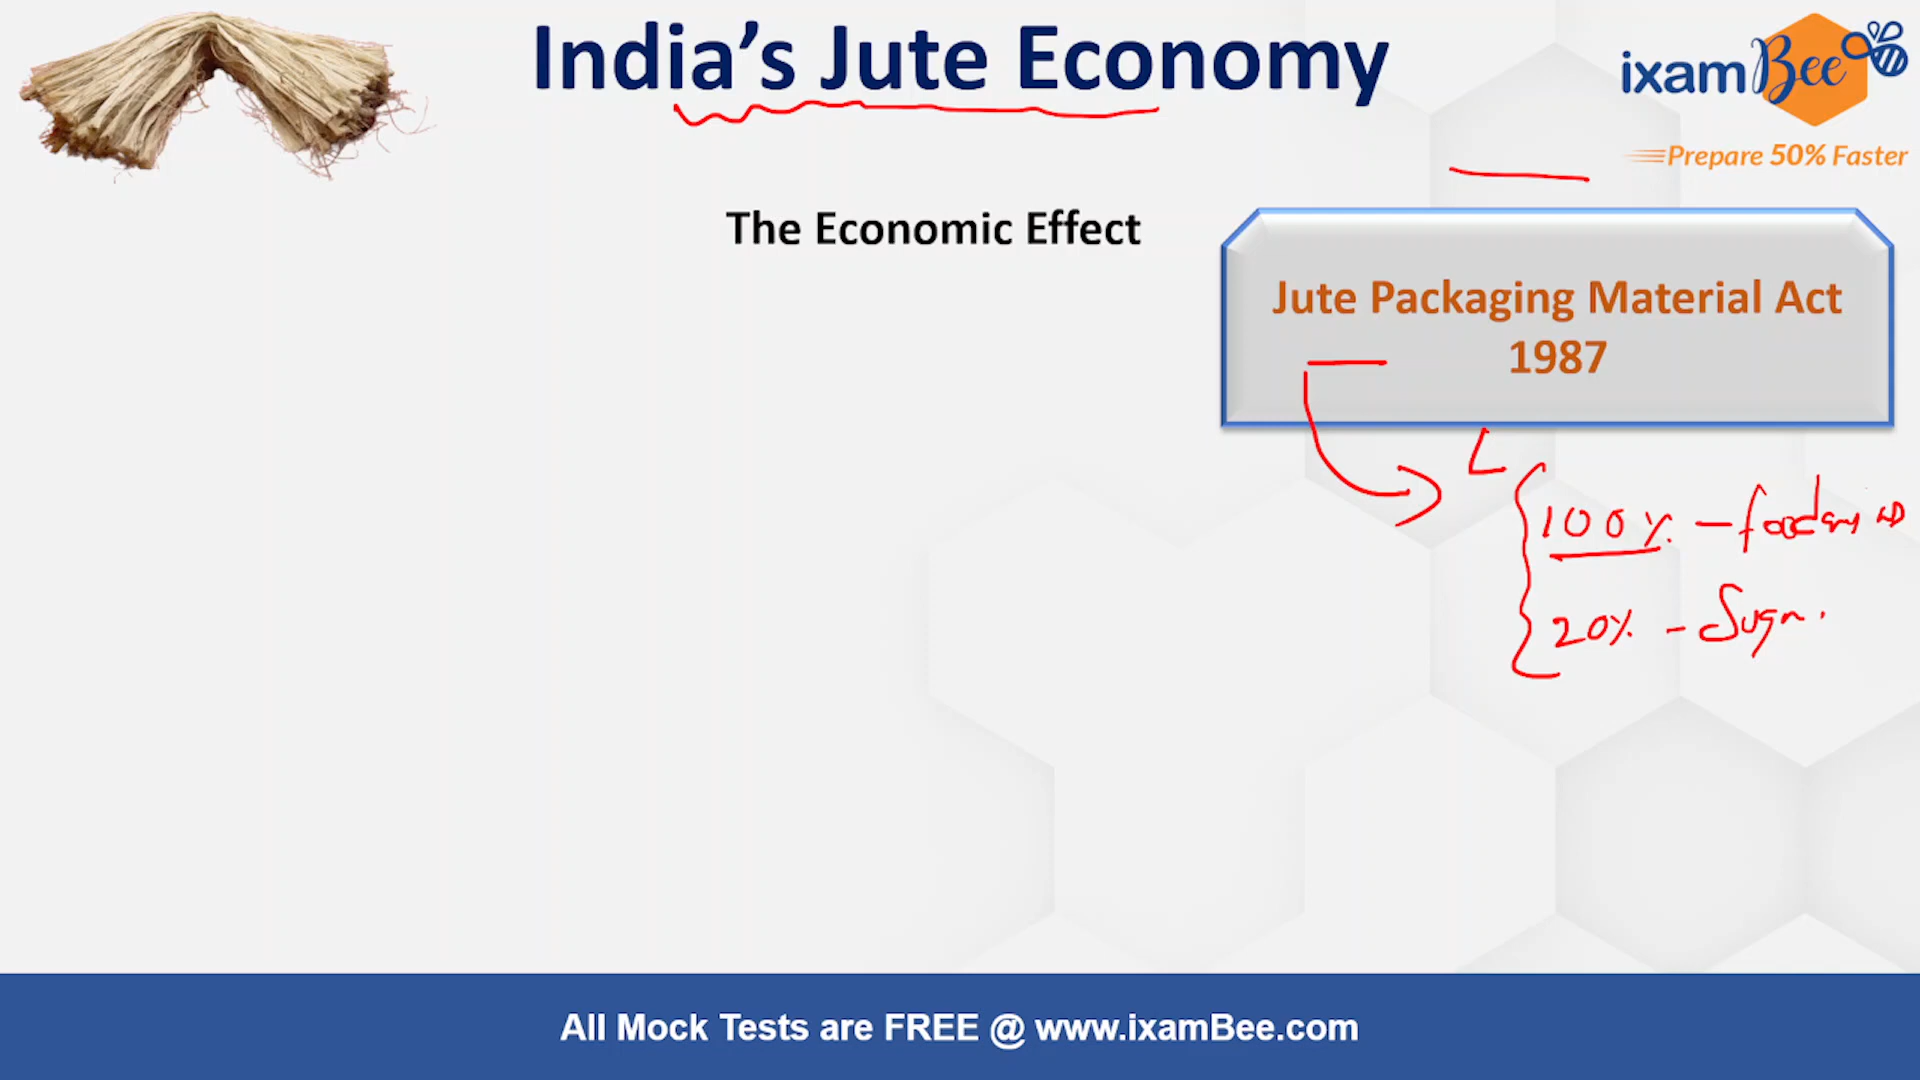 India's Jute Economy
ixamBee
Prepare 50% Faster
The Economic Effect
Jute Packaging Material Act
1987
100% -
20% - Sugar
All Mock Tests are FREE @ www.ixamBee.com